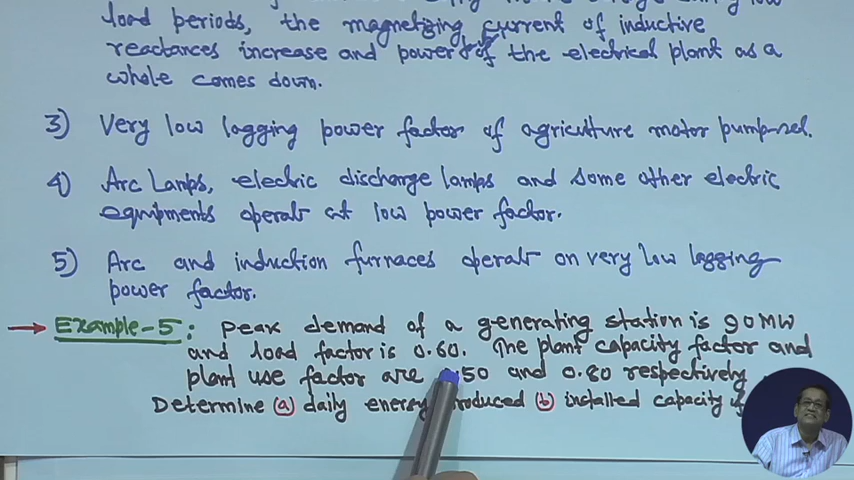 load periods, the magnetizing current of inductive
reactances increase and power of the electrical plant as a
whole comes down.
3) Very low lagging power factor of agriculture motor pump-set.
4) Arc Lamps, electric discharge lamps and some other electric
equipments operate at low power factor.
5) Arc and induction furnaces operate on very low lagging
power factor.
Example-5: Peak demand of a generating station is 90 MW
and load factor is 0.60. The plant capacity factor and
plant use factor are 50 and 0.80 respectively
Determine (a) daily energy produced (b) installed capacity of